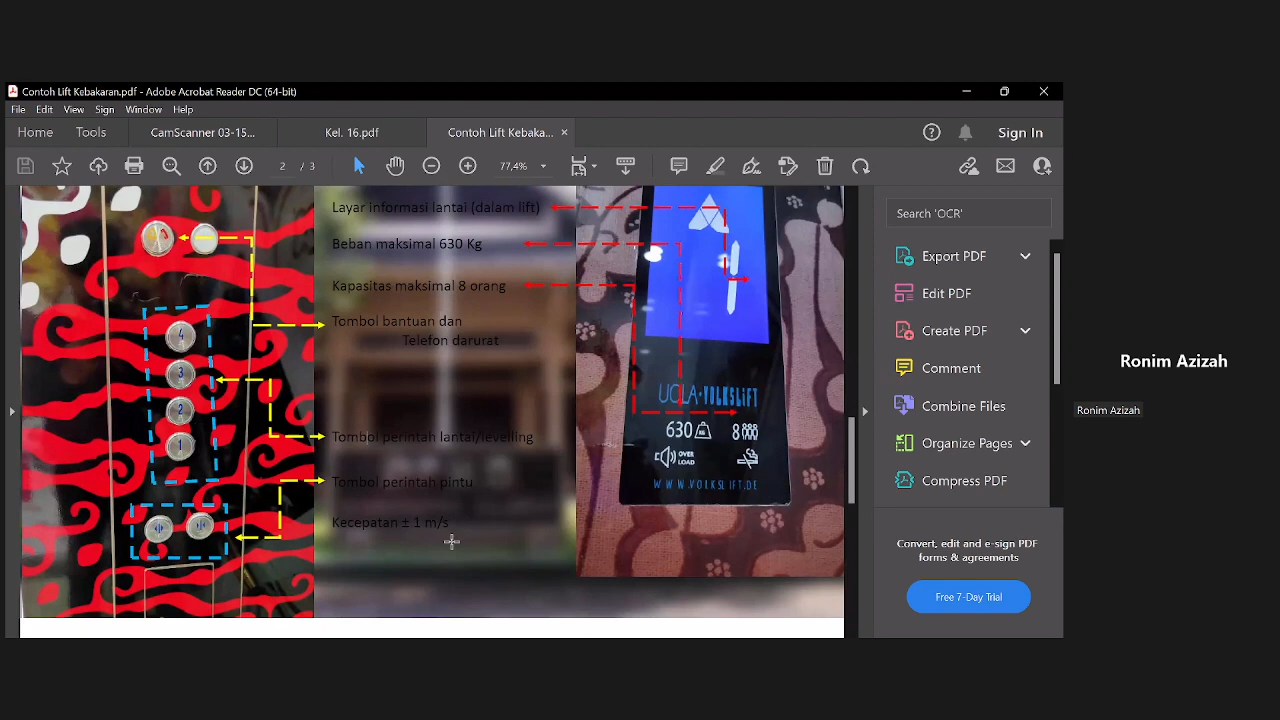 Contoh Lift Kebakaran.pdf - Adobe Acrobat Reader DC (64-bit)
File Edit View Sign Window Help
Home Tools CamScanner 03-15... Kel. 16.pdf Contoh Lift Kebaka... ×
Sign In
2 / 3 77,4%
Layar informasi lantai (dalam lift)
Beban maksimal 630 Kg
Kapasitas maksimal 8 orang
Tombol bantuan dan
Telefon darurat
Tombol perintah lantai/levelling
Tombol perintah pintu
Kecepatan ± 1 m/s
4
3
2
1
1
UCLA·VOLKSLIFT
630 KG 8
OVER
LOAD
WWW.VOLKSLIFT.DE
Search 'OCR'
Export PDF
Edit PDF
Create PDF
Comment
Combine Files
Organize Pages
Compress PDF
Convert, edit and e-sign PDF
forms & agreements
Free 7-Day Trial
Ronim Azizah
Ronim Azizah